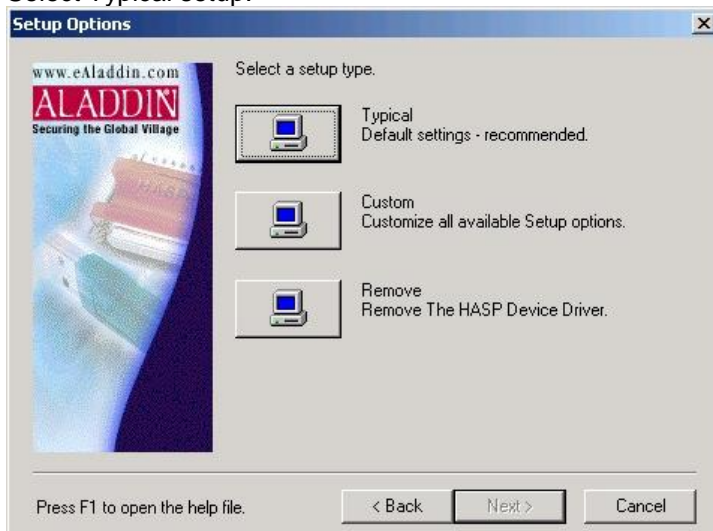 Select Typical setup.
Setup Options
www.eAladdin.com
ALADDIN
Securing the Global Village
HASP
Select a setup type.
Typical
Default settings - recommended.
Custom
Customize all available Setup options.
Remove
Remove The HASP Device Driver.
Press F1 to open the help file.
< Back
Next >
Cancel